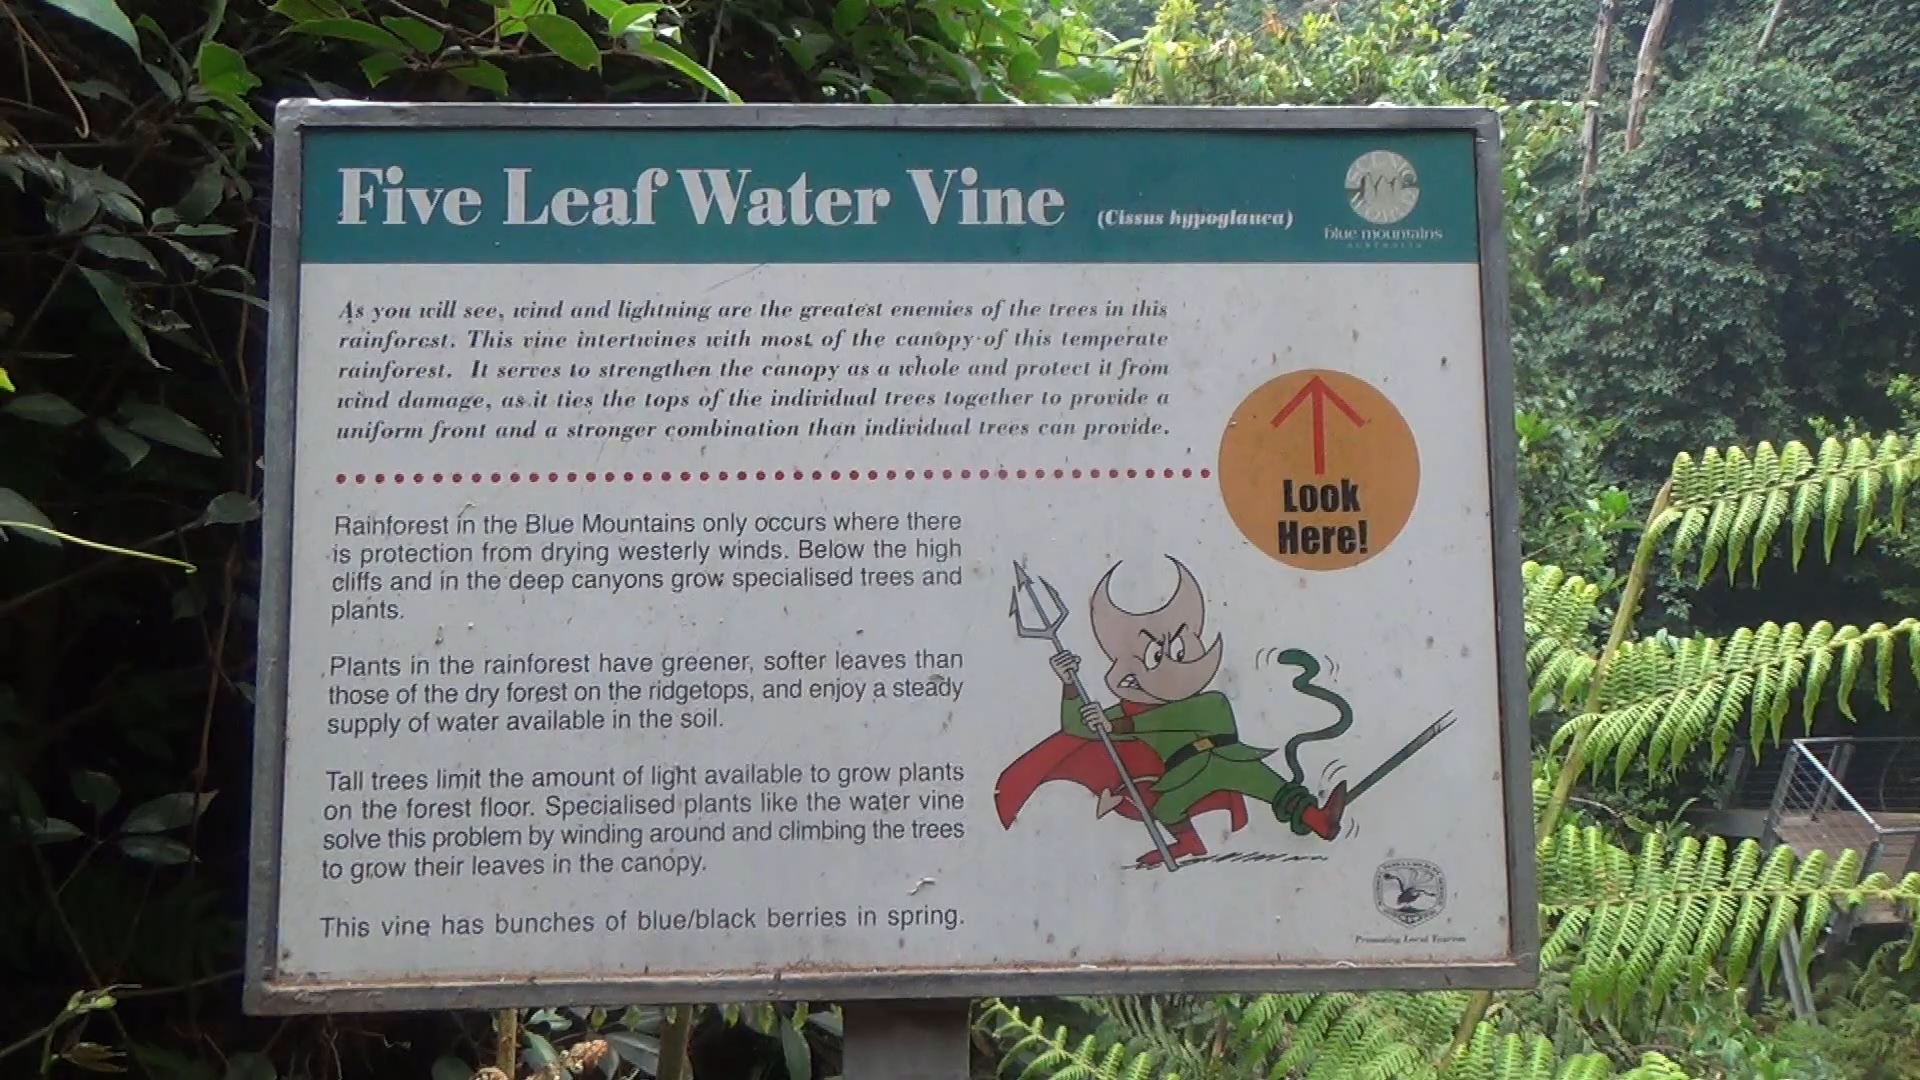 Five Leaf Water Vine (Cissus hypoglauca)
SCENIC WORLD
blue mountains
AUSTRALIA
As you will see, wind and lightning are the greatest enemies of the trees in this
rainforest. This vine intertwines with most of the canopy of this temperate
rainforest. It serves to strengthen the canopy as a whole and protect it from
wind damage, as it ties the tops of the individual trees together to provide a
uniform front and a stronger combination than individual trees can provide.
Look
Here!
Rainforest in the Blue Mountains only occurs where there
is protection from drying westerly winds. Below the high
cliffs and in the deep canyons grow specialised trees and
plants.
Plants in the rainforest have greener, softer leaves than
those of the dry forest on the ridgetops, and enjoy a steady
supply of water available in the soil.
Tall trees limit the amount of light available to grow plants
on the forest floor. Specialised plants like the water vine
solve this problem by winding around and climbing the trees
to grow their leaves in the canopy.
This vine has bunches of blue/black berries in spring.
Promoting Local Tourism